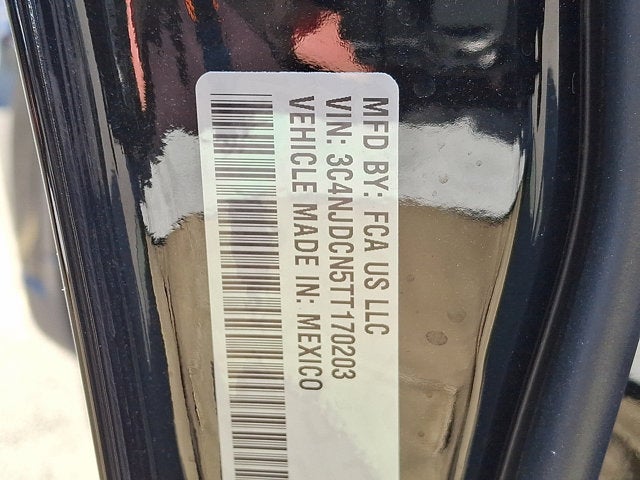 MFD BY: FCA US LLC
VIN: 3C4NJDCN5TT170203
VEHICLE MADE IN: MEXICO